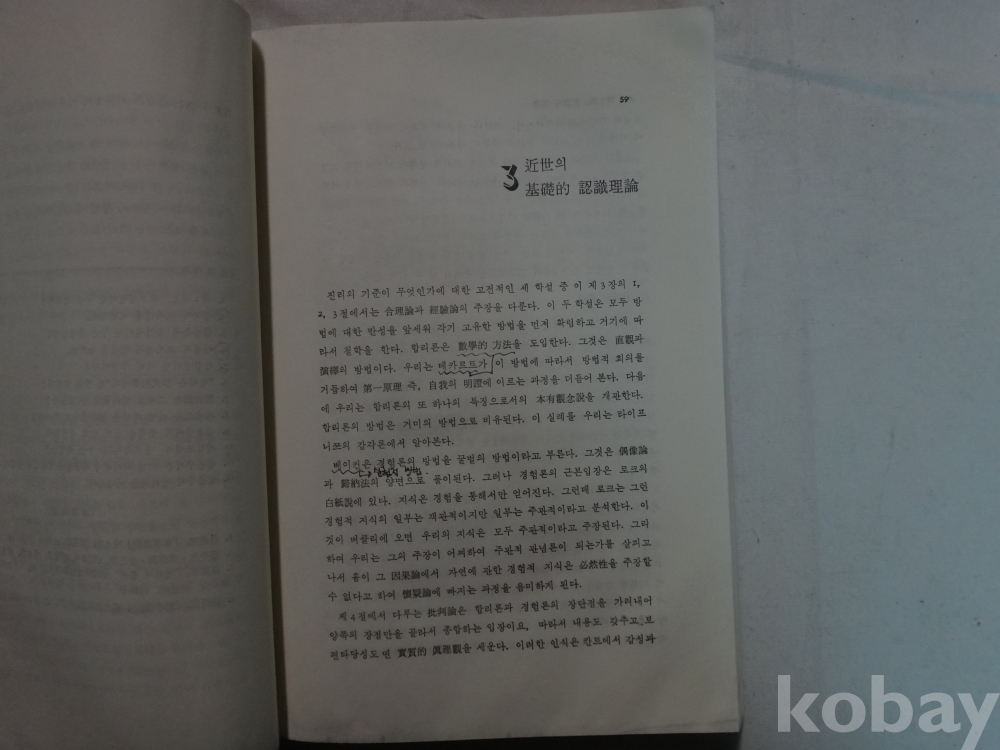 59
3 近世의
基礎的 認識理論
진리의 기준이 무엇인가에 대한 고전적인 세 학설 중 이 제 3 장의 1,
2, 3 절에서는 合理論과 經驗論의 주장을 다룬다. 이 두 학설은 모두 방
법에 대한 반성을 앞세워 각기 고유한 방법을 먼저 확립하고 거기에 따
라서 철학을 한다. 합리론은 數學的 方法을 도입한다. 그것은 直觀과
演繹의 방법이다. 우리는 데카르트가 이 방법에 따라서 방법적 회의를
거듭하여 第一原理 즉, 自我의 明證에 이르는 과정을 더듬어 본다. 다음
에 우리는 합리론의 또 하나의 특징으로서의 本有觀念說을 개관한다.
합리론의 방법은 거미의 방법으로 비유된다. 이 실례를 우리는 라이프
니쯔의 감각론에서 알아본다.
베이컨은 경험론의 방법을 꿀벌의 방법이라고 부른다. 그것은 偶像論
과 歸納法의 양면으로 풀이된다. 그러나 경험론의 근본입장은 로크의
白紙說에 있다. 지식은 경험을 통해서만 얻어진다. 그런데 로크는 그런
경험적 지식의 일부는 객관적이지만 일부는 주관적이라고 분석한다. 이
것이 버클리에 오면 우리의 지식은 모두 주관적이라고 주장된다. 그리
하여 우리는 그의 주장이 어찌하여 주관적 관념론이 되는가를 살피고
나서 흄이 그 因果論에서 자연에 관한 경험적 지식은 必然性을 주장할
수 없다고 하여 懷疑論에 빠지는 과정을 음미하게 된다.
제 4 절에서 다루는 批判論은 합리론과 경험론의 장단점을 가려내어
양쪽의 장점만을 골라서 종합하는 입장이요, 따라서 내용도 갖추고 보
편타당성도 띤 實質的 眞理觀을 세운다. 이러한 인식은 칸트에서 감성과
kobay